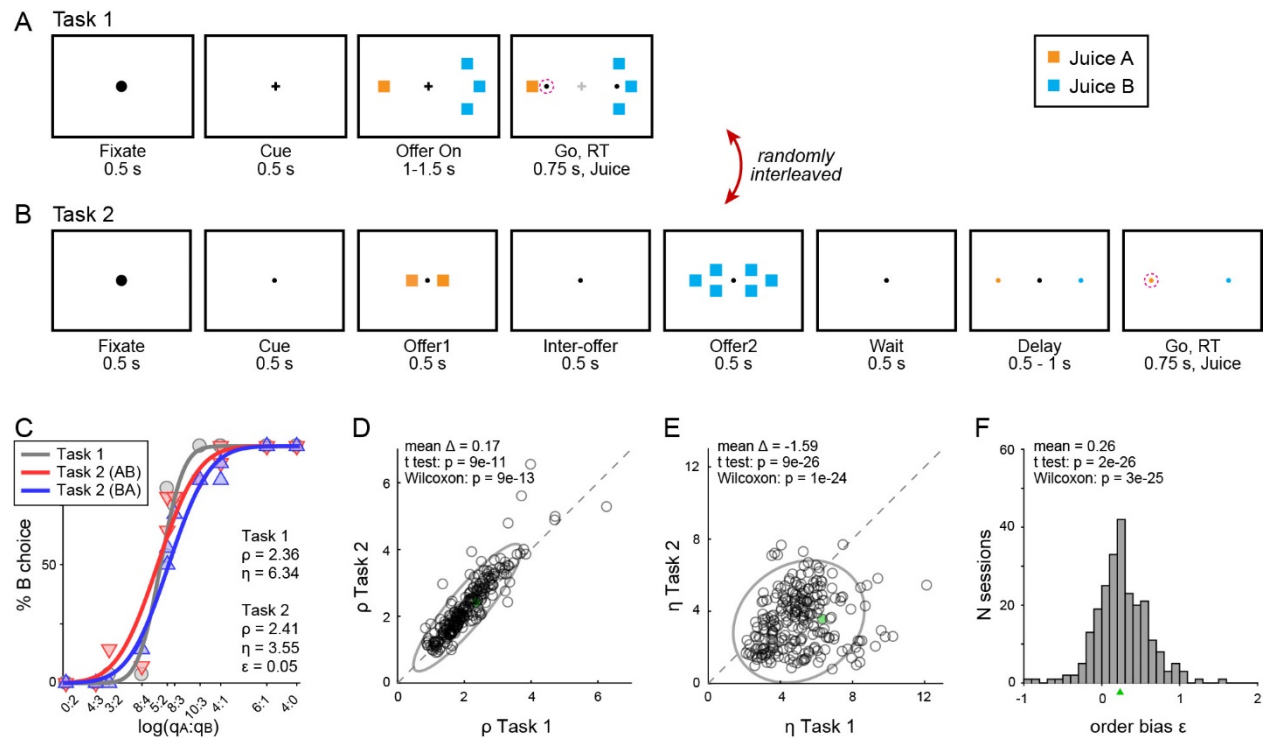 A Task 1
Juice A
Juice B
Fixate
0.5 s
Cue
0.5 s
Offer On
1-1.5 s
Go, RT
0.75 s, Juice
randomly
interleaved
B Task 2
Fixate
0.5 s
Cue
0.5 s
Offer1
0.5 s
Inter-offer
0.5 s
Offer2
0.5 s
Wait
0.5 s
Delay
0.5 - 1 s
Go, RT
0.75 s, Juice
C
Task 1
Task 2 (AB)
Task 2 (BA)
% B choice
50
0
Task 1
ρ = 2.36
η = 6.34
Task 2
ρ = 2.41
η = 3.55
ε = 0.05
0:2 4:3 3:2 8:4 5:2 8:3 10:3 4:1 6:1 4:0
log(qA:qB)
D
mean Δ = 0.17
t test: p = 9e-11
Wilcoxon: p = 9e-13
ρ Task 2
6
4
2
0
0 2 4 6
ρ Task 1
E
mean Δ = -1.59
t test: p = 9e-26
Wilcoxon: p = 1e-24
η Task 2
12
8
4
0
0 4 8 12
η Task 1
F
mean = 0.26
t test: p = 2e-26
Wilcoxon: p = 3e-25
N sessions
60
40
20
0
-1 0 1 2
order bias ε